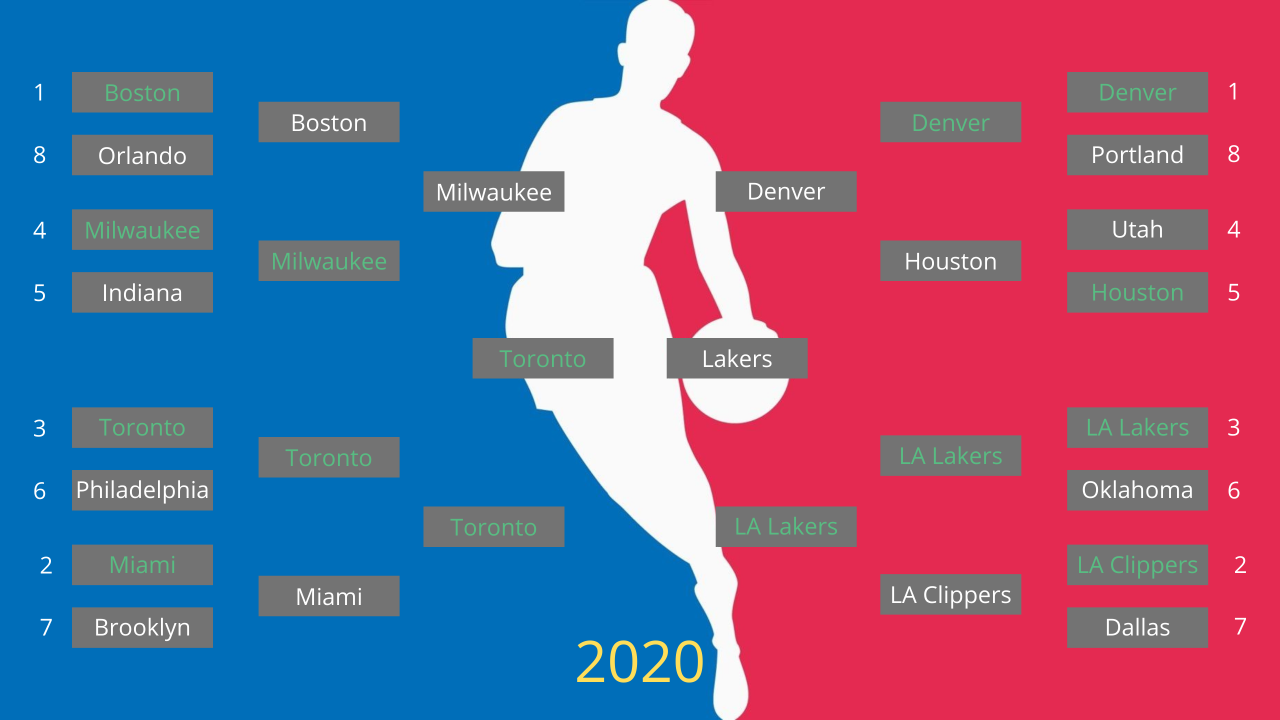 1 Boston
8 Orlando
4 Milwaukee
5 Indiana
3 Toronto
6 Philadelphia
2 Miami
7 Brooklyn
Boston
Milwaukee
Toronto
Miami
Milwaukee
Toronto
Toronto
Lakers
Denver
LA Lakers
Denver
Houston
LA Lakers
LA Clippers
Denver 1
Portland 8
Utah 4
Houston 5
LA Lakers 3
Oklahoma 6
LA Clippers 2
Dallas 7
2020